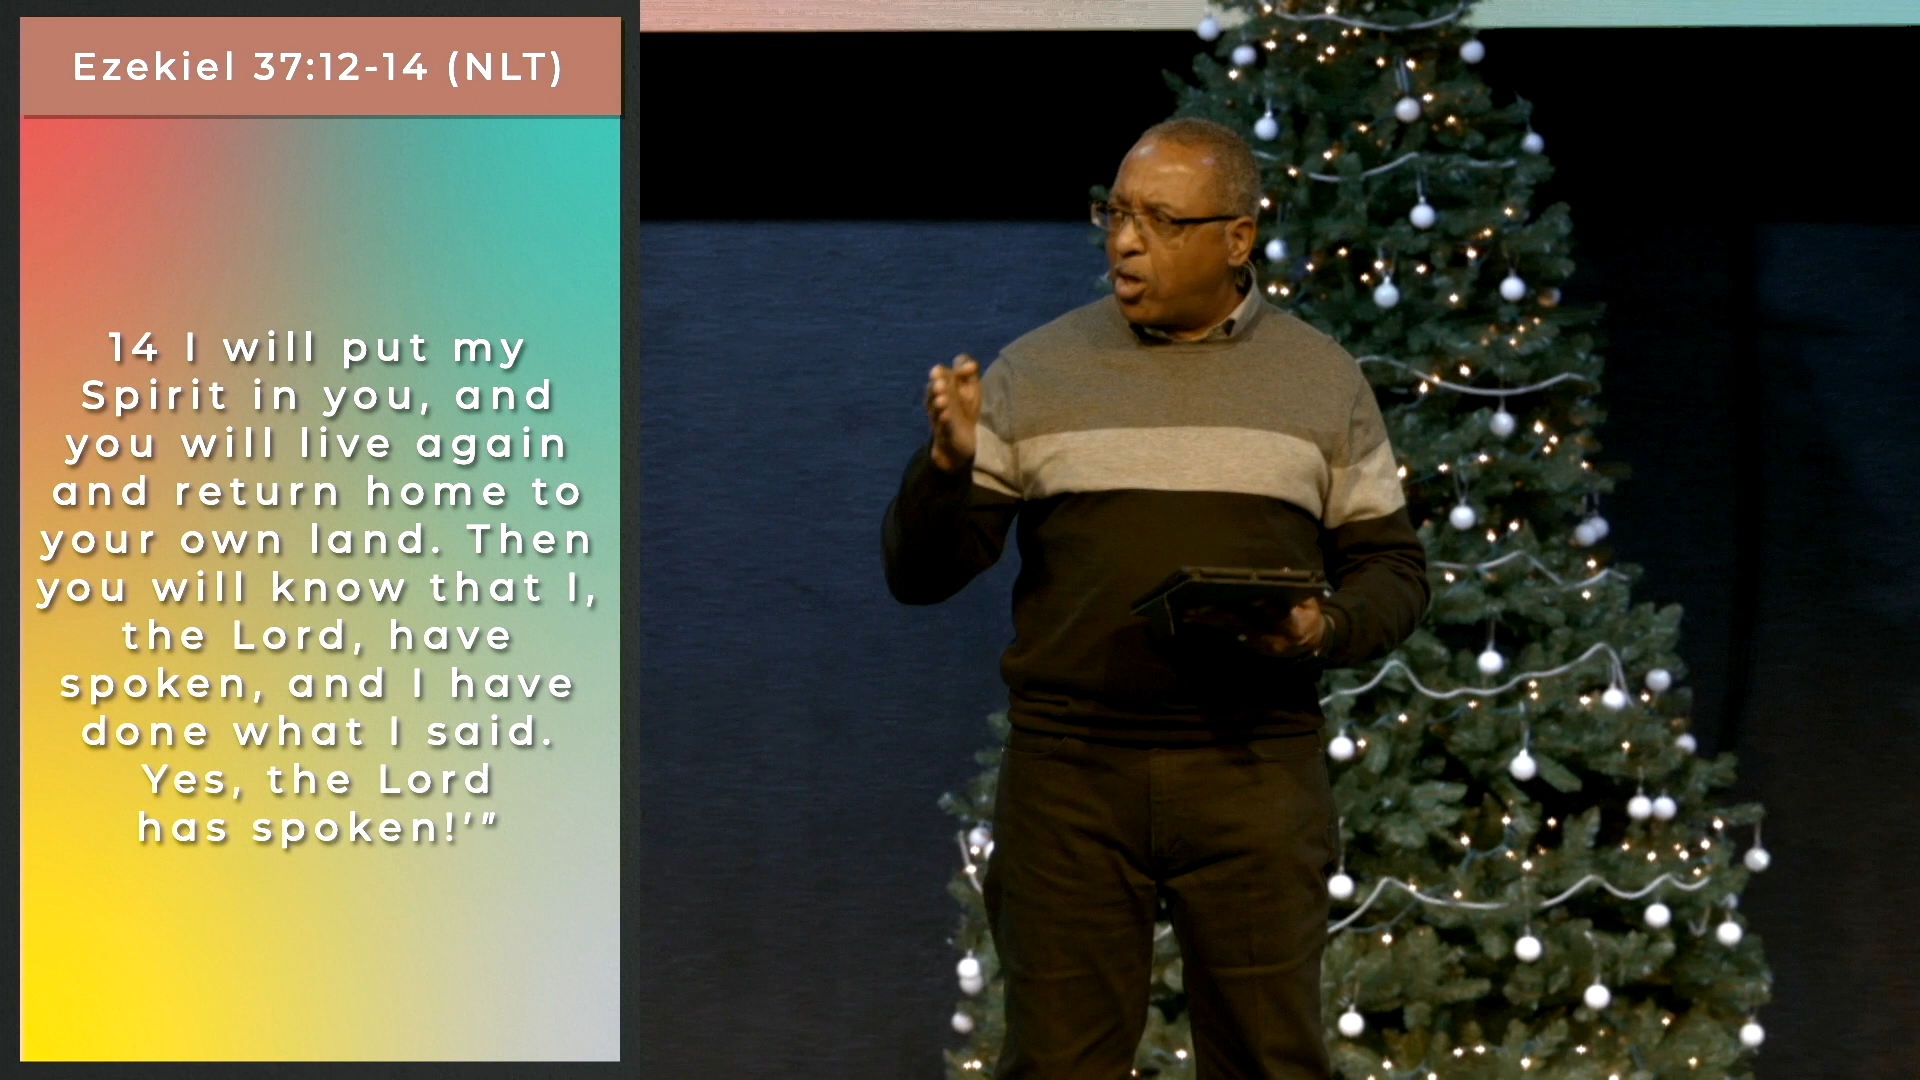 Ezekiel 37:12-14 (NLT)
14 I will put my
Spirit in you, and
you will live again
and return home to
your own land. Then
you will know that I,
the Lord, have
spoken, and I have
done what I said.
Yes, the Lord
has spoken!’”